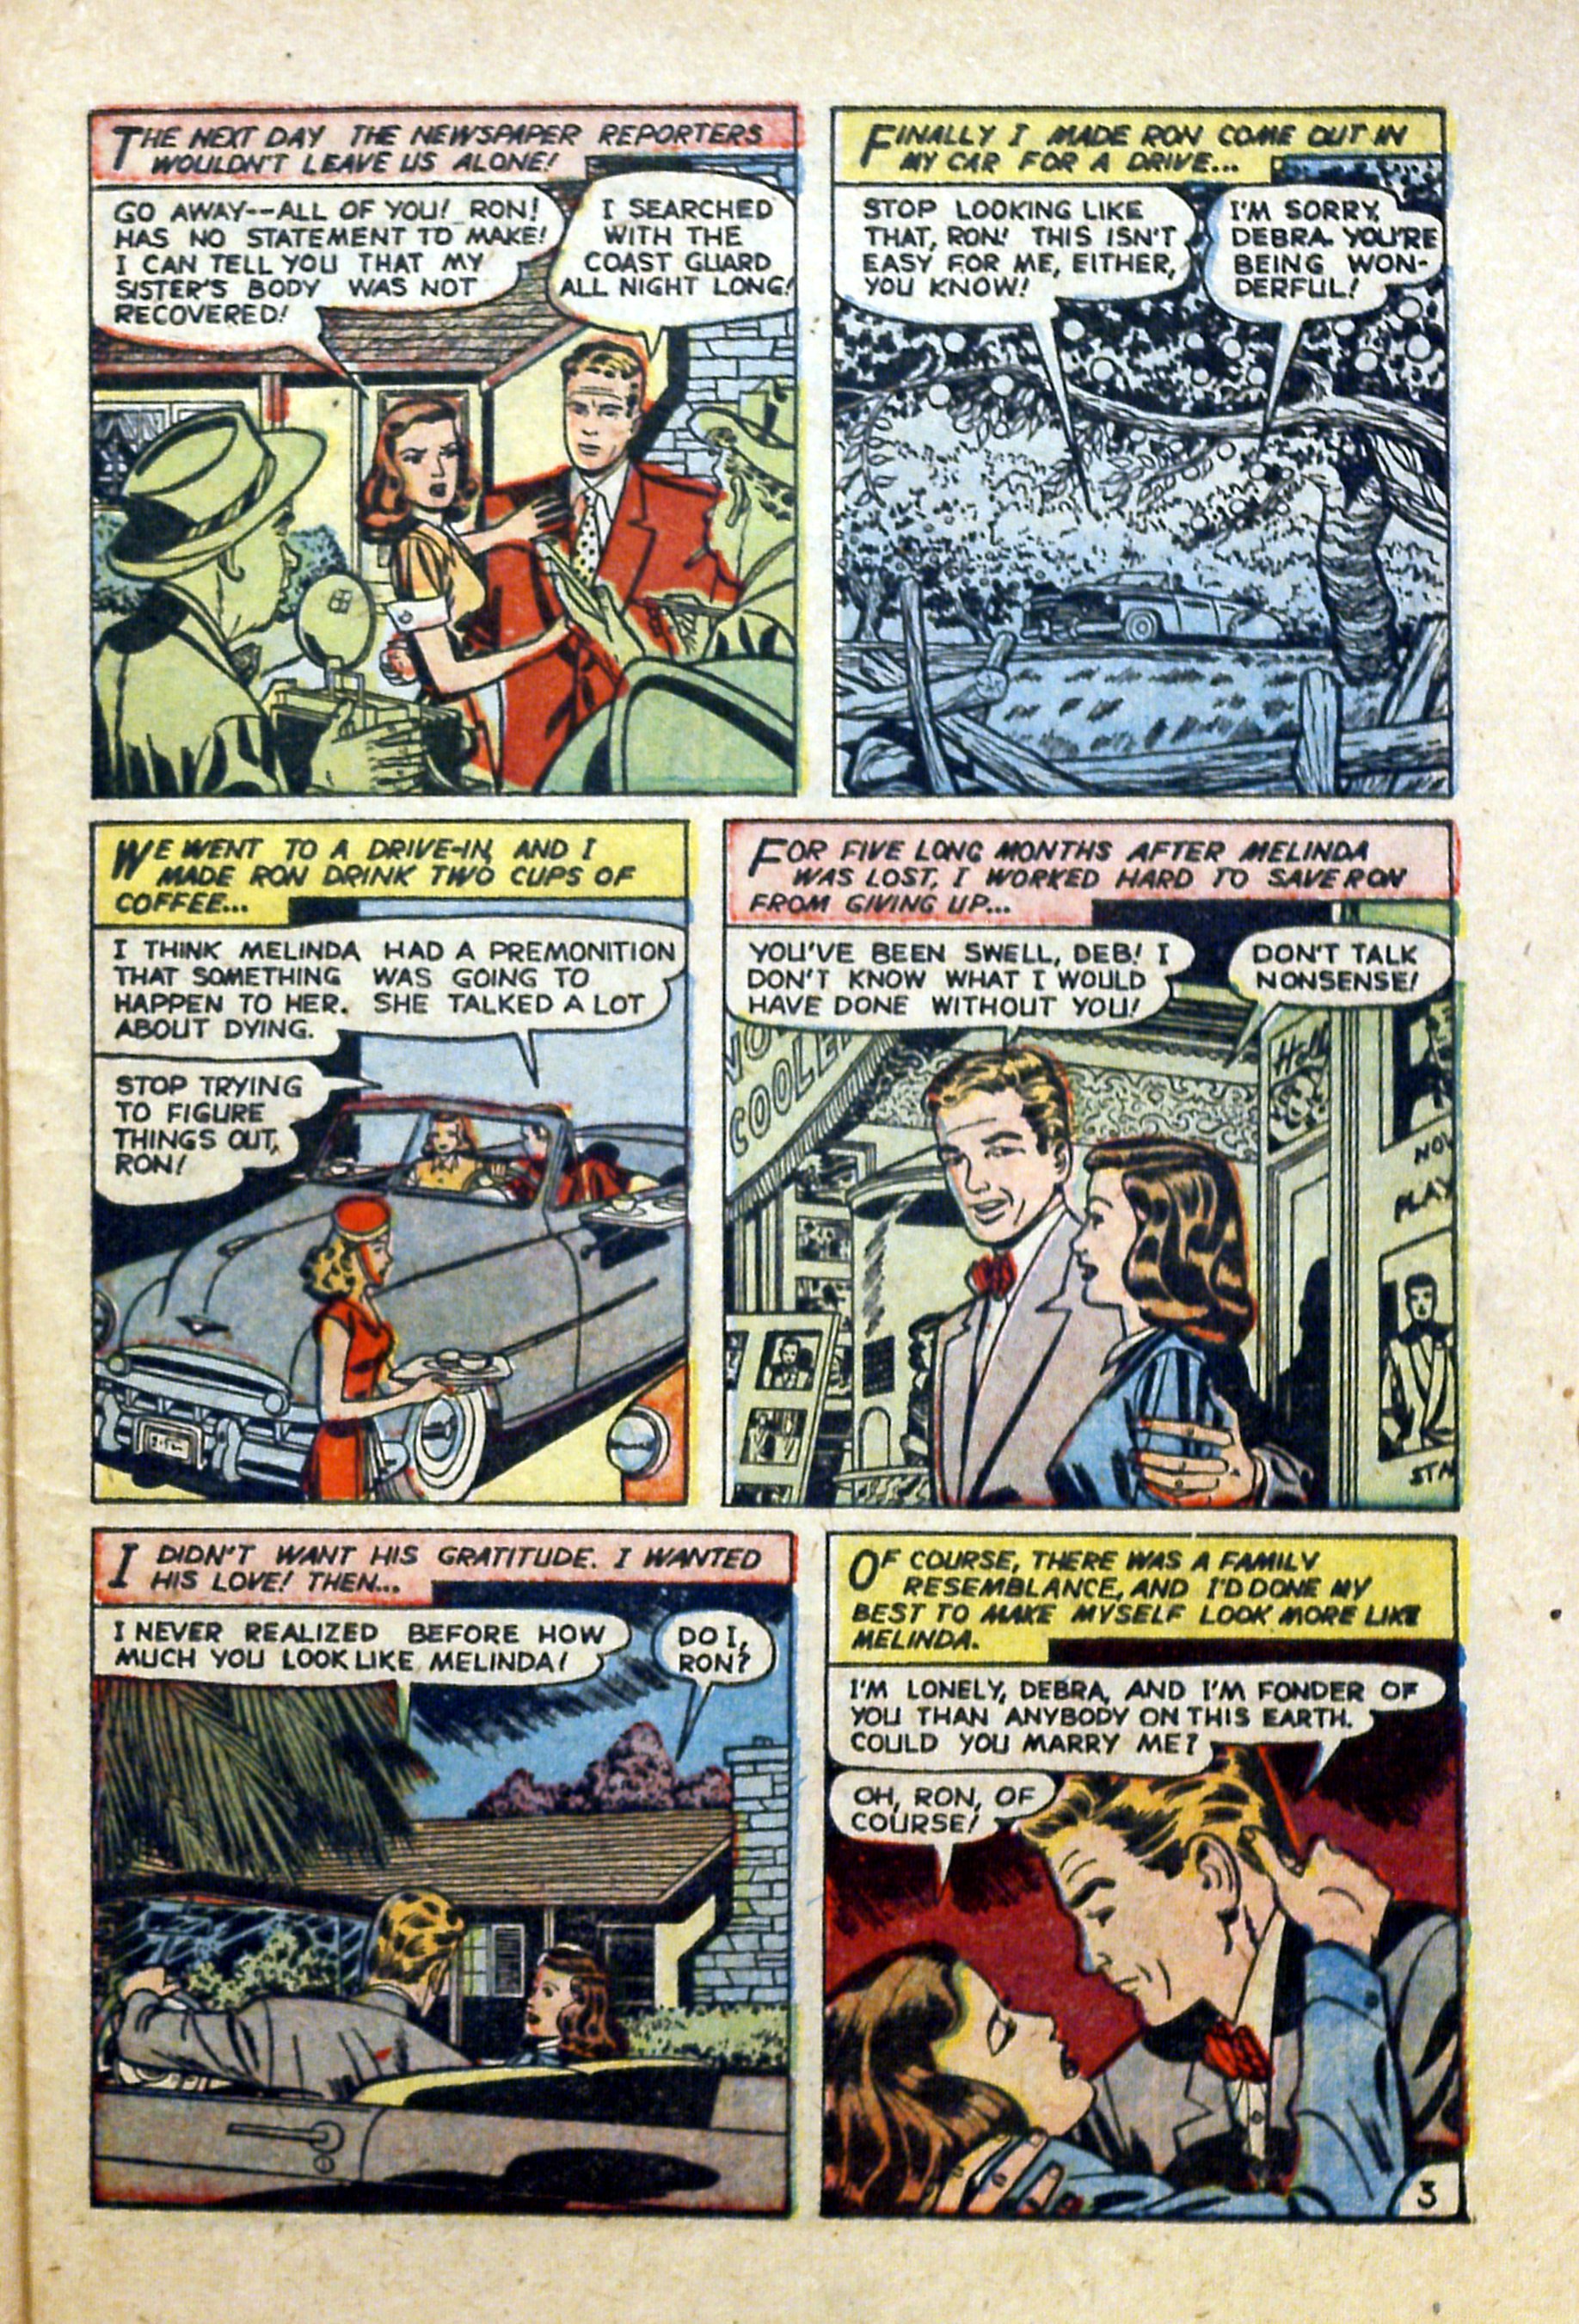 THE NEXT DAY THE NEWSPAPER REPORTERS
WOULDN'T LEAVE US ALONE!
GO AWAY--ALL OF YOU! RON!
HAS NO STATEMENT TO MAKE!
I CAN TELL YOU THAT MY
SISTER'S BODY WAS NOT
RECOVERED!
I SEARCHED
WITH THE
COAST GUARD
ALL NIGHT LONG!
FINALLY I MADE RON COME OUT IN
MY CAR FOR A DRIVE...
STOP LOOKING LIKE
THAT, RON! THIS ISN'T
EASY FOR ME, EITHER,
YOU KNOW!
I'M SORRY,
DEBRA. YOU'RE
BEING WON-
DERFUL!
WE WENT TO A DRIVE-IN, AND I
MADE RON DRINK TWO CUPS OF
COFFEE...
I THINK MELINDA HAD A PREMONITION
THAT SOMETHING WAS GOING TO
HAPPEN TO HER. SHE TALKED A LOT
ABOUT DYING.
STOP TRYING
TO FIGURE
THINGS OUT,
RON!
FOR FIVE LONG MONTHS AFTER MELINDA
WAS LOST, I WORKED HARD TO SAVE RON
FROM GIVING UP...
YOU'VE BEEN SWELL, DEB! I
DON'T KNOW WHAT I WOULD
HAVE DONE WITHOUT YOU!
DON'T TALK
NONSENSE!
COOLE
NOW
PLAY
STA
I DIDN'T WANT HIS GRATITUDE. I WANTED
HIS LOVE! THEN...
I NEVER REALIZED BEFORE HOW
MUCH YOU LOOK LIKE MELINDA!
DO I,
RON?
OF COURSE, THERE WAS A FAMILY
RESEMBLANCE, AND I'D DONE MY
BEST TO MAKE MYSELF LOOK MORE LIKE
MELINDA.
I'M LONELY, DEBRA, AND I'M FONDER OF
YOU THAN ANYBODY ON THIS EARTH.
COULD YOU MARRY ME?
OH, RON, OF
COURSE!
3